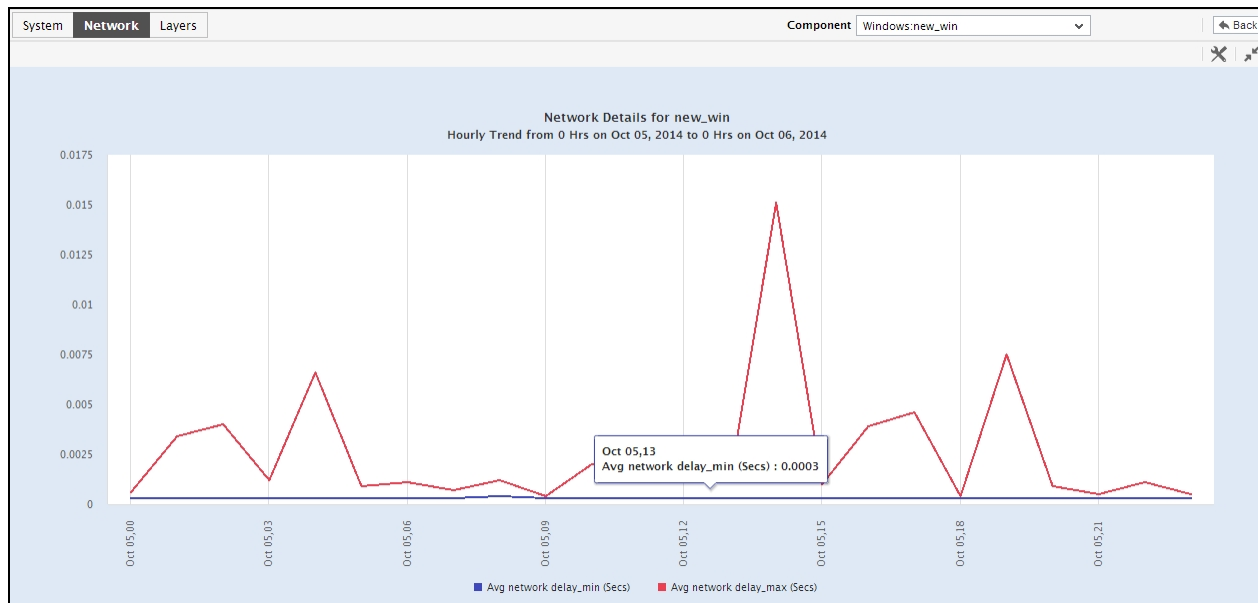 System Network Layers Component Windows:new_win Back
Network Details for new_win
Hourly Trend from 0 Hrs on Oct 05, 2014 to 0 Hrs on Oct 06, 2014
0.0175
0.015
0.0125
0.01
0.0075
0.005
0.0025
0
Oct 05,13
Avg network delay_min (Secs) : 0.0003
Oct 05,00
Oct 05,03
Oct 05,06
Oct 05,09
Oct 05,12
Oct 05,15
Oct 05,18
Oct 05,21
Avg network delay_min (Secs) Avg network delay_max (Secs)